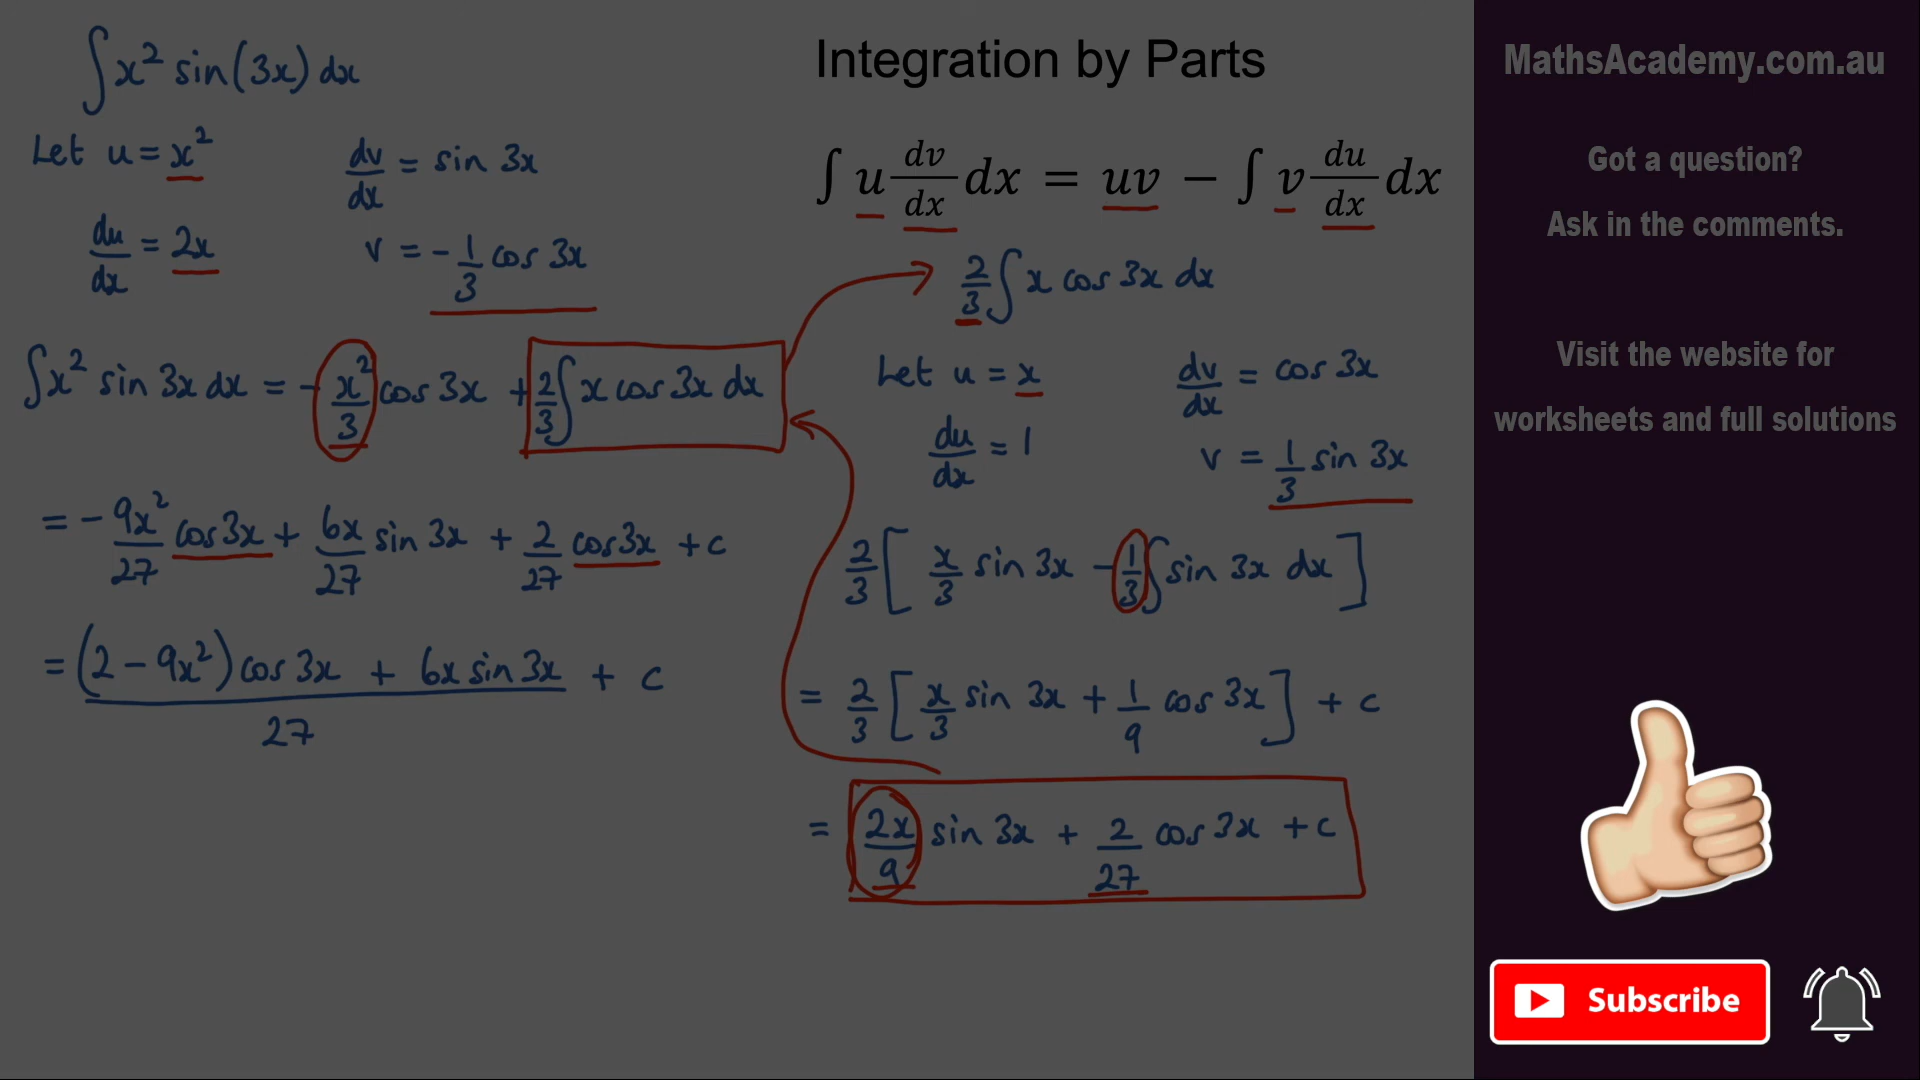 ∫x² sin(3x) dx
Let u = x²
dv/dx = sin 3x
du/dx = 2x
v = -1/3 cos 3x
∫x² sin 3x dx = - x²/3 cos 3x + 2/3 ∫ x cos 3x dx
= - 9x²/27 cos 3x + 6x/27 sin 3x + 2/27 cos 3x + c
= ((2 - 9x²) cos 3x + 6x sin 3x)/27 + c
Integration by Parts
∫ u dv/dx dx = uv − ∫ v du/dx dx
2/3 ∫ x cos 3x dx
Let u = x
dv/dx = cos 3x
du/dx = 1
v = 1/3 sin 3x
2/3 [ x/3 sin 3x - 1/3 ∫ sin 3x dx ]
= 2/3 [ x/3 sin 3x + 1/9 cos 3x ] + c
= 2x/9 sin 3x + 2/27 cos 3x + c
MathsAcademy.com.au
Got a question?
Ask in the comments.
Visit the website for
worksheets and full solutions
Subscribe